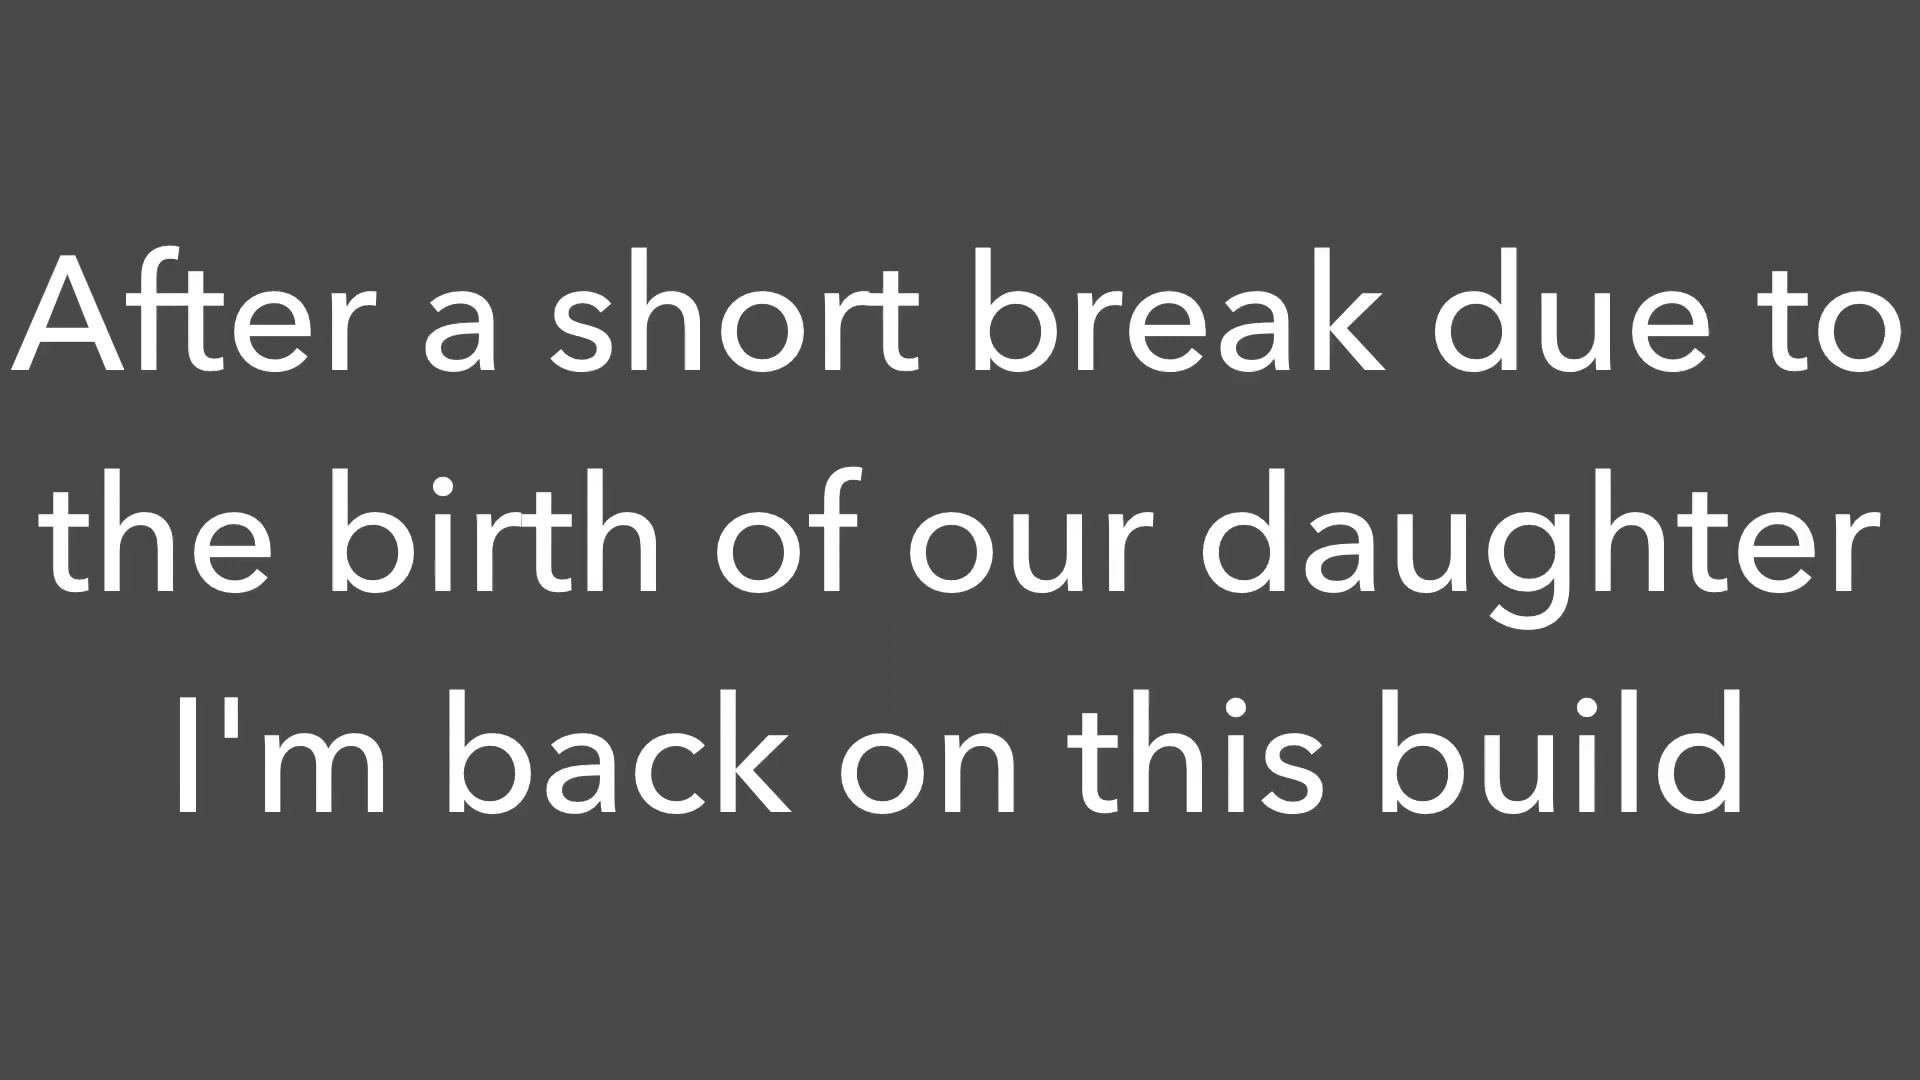 After a short break due to
the birth of our daughter
I'm back on this build